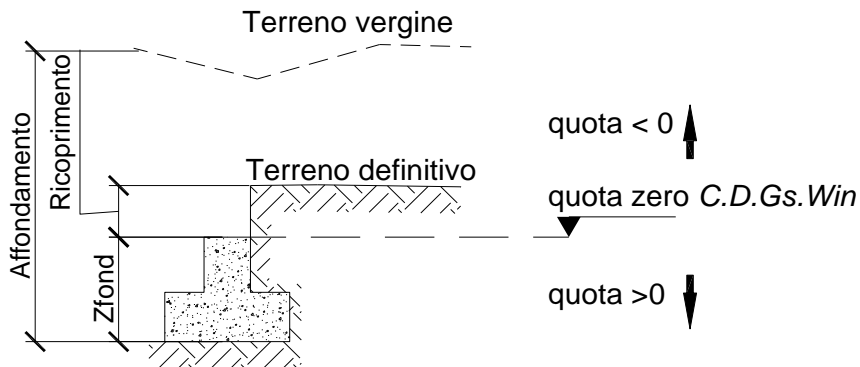 Terreno vergine
Affondamento
Ricoprimento
quota < 0
Terreno definitivo
quota zero C.D.Gs.Win
Zfond
quota >0